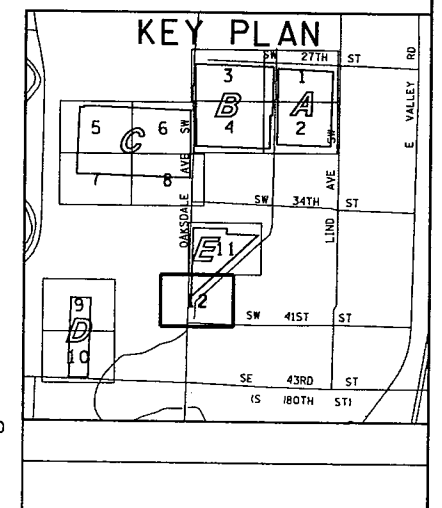 KEY PLAN
SW 27TH ST
E VALLEY RD
3 1
B A
4 2
SW
5 6
C
SW
7 8
OAKSDALE AVE
SW 34TH ST
LIND AVE
E 11
12
SW 41ST ST
9
D
10
SE 43RD ST
(S 180TH ST)